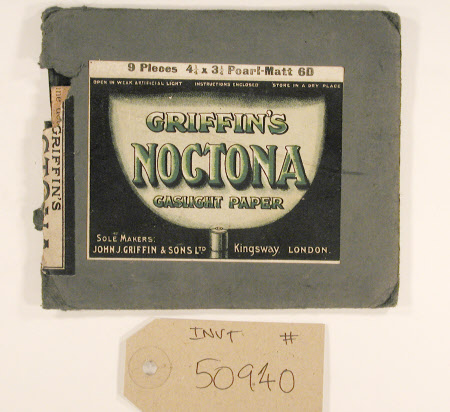 9 Pieces 4¼ x 3¼ Pearl-Matt 6D
OPEN IN WEAK ARTIFICIAL LIGHT INSTRUCTIONS ENCLOSED STORE IN A DRY PLACE
GRIFFIN'S
NOCTONA
GASLIGHT PAPER
SOLE MAKERS:
JOHN J. GRIFFIN & SONS LTD Kingsway LONDON.
GRIFFIN'S
INVT #
50940